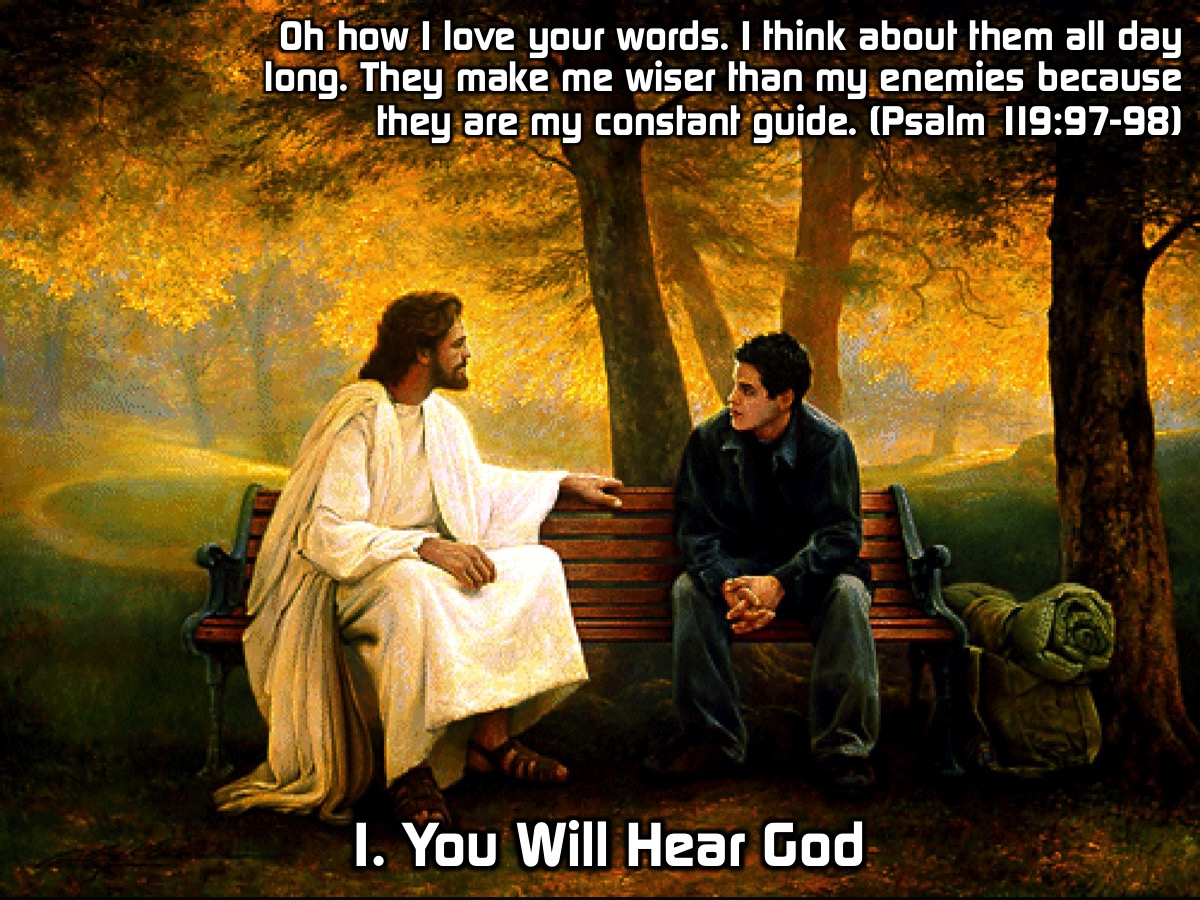 Oh how I love your words. I think about them all day
long. They make me wiser than my enemies because
they are my constant guide. (Psalm 119:97-98)
1. You Will Hear God